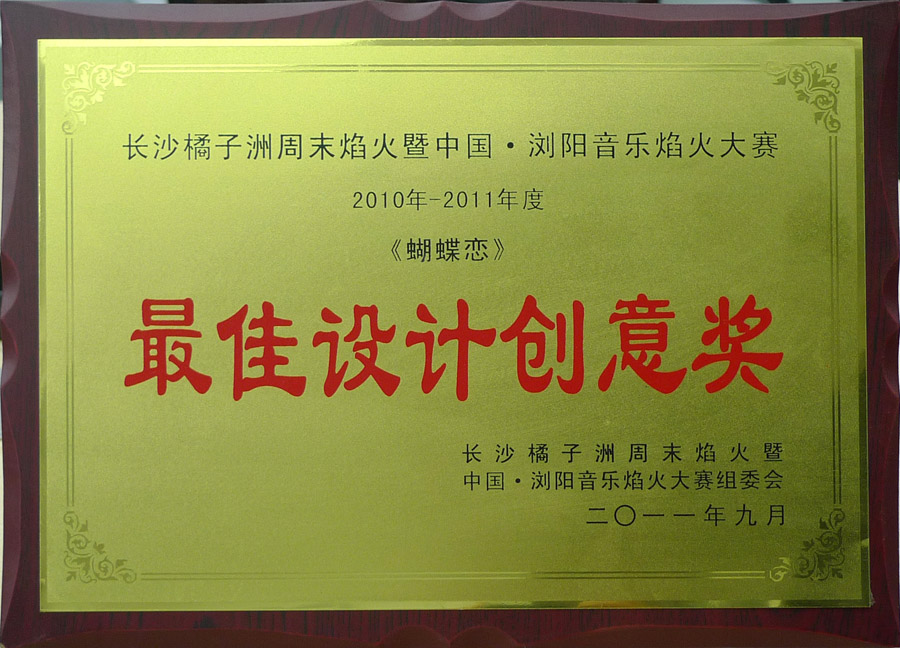 长沙橘子洲周末焰火暨中国·浏阳音乐焰火大赛
2010年-2011年度
《蝴蝶恋》
最佳设计创意奖
长沙橘子洲周末焰火暨
中国·浏阳音乐焰火大赛组委会
二〇一一年九月